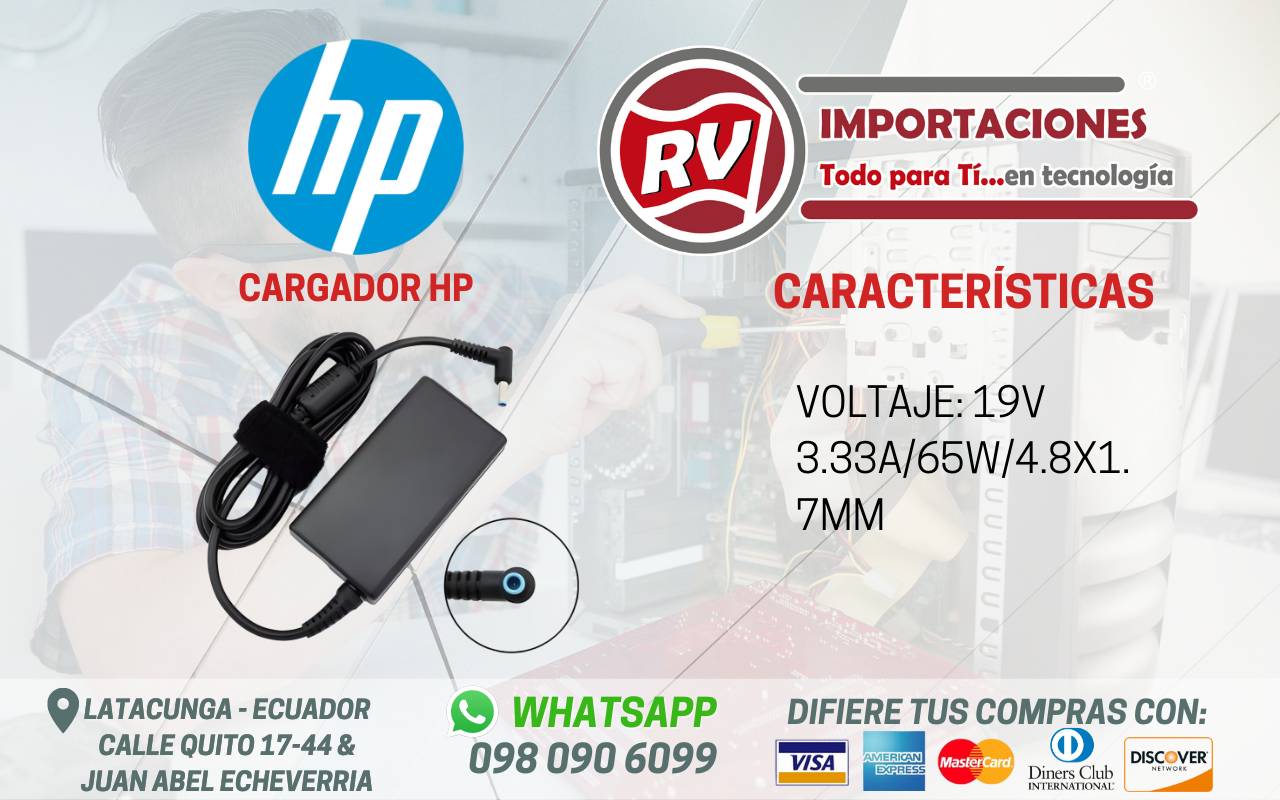 hp
CARGADOR HP
RV
®
IMPORTACIONES
Todo para Tí...en tecnología
CARACTERÍSTICAS
VOLTAJE: 19V
3.33A/65W/4.8X1.
7MM
LATACUNGA - ECUADOR
CALLE QUITO 17-44 &
JUAN ABEL ECHEVERRIA
WHATSAPP
098 090 6099
DIFIERE TUS COMPRAS CON:
VISA
AMERICAN
EXPRESS
MasterCard
Diners Club
INTERNATIONAL
DISCOVER
NETWORK